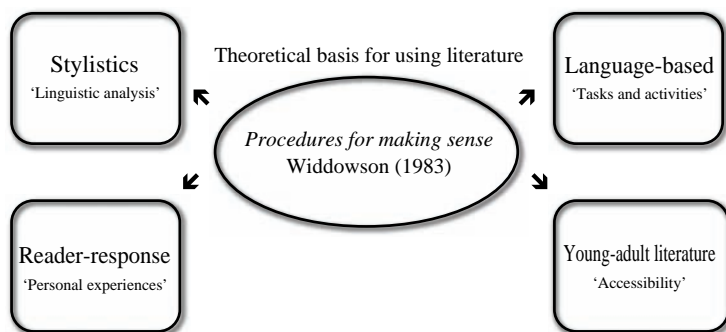 Theoretical basis for using literature
Stylistics
‘Linguistic analysis’
Language-based
‘Tasks and activities’
Procedures for making sense
Widdowson (1983)
Reader-response
‘Personal experiences’
Young-adult literature
‘Accessibility’